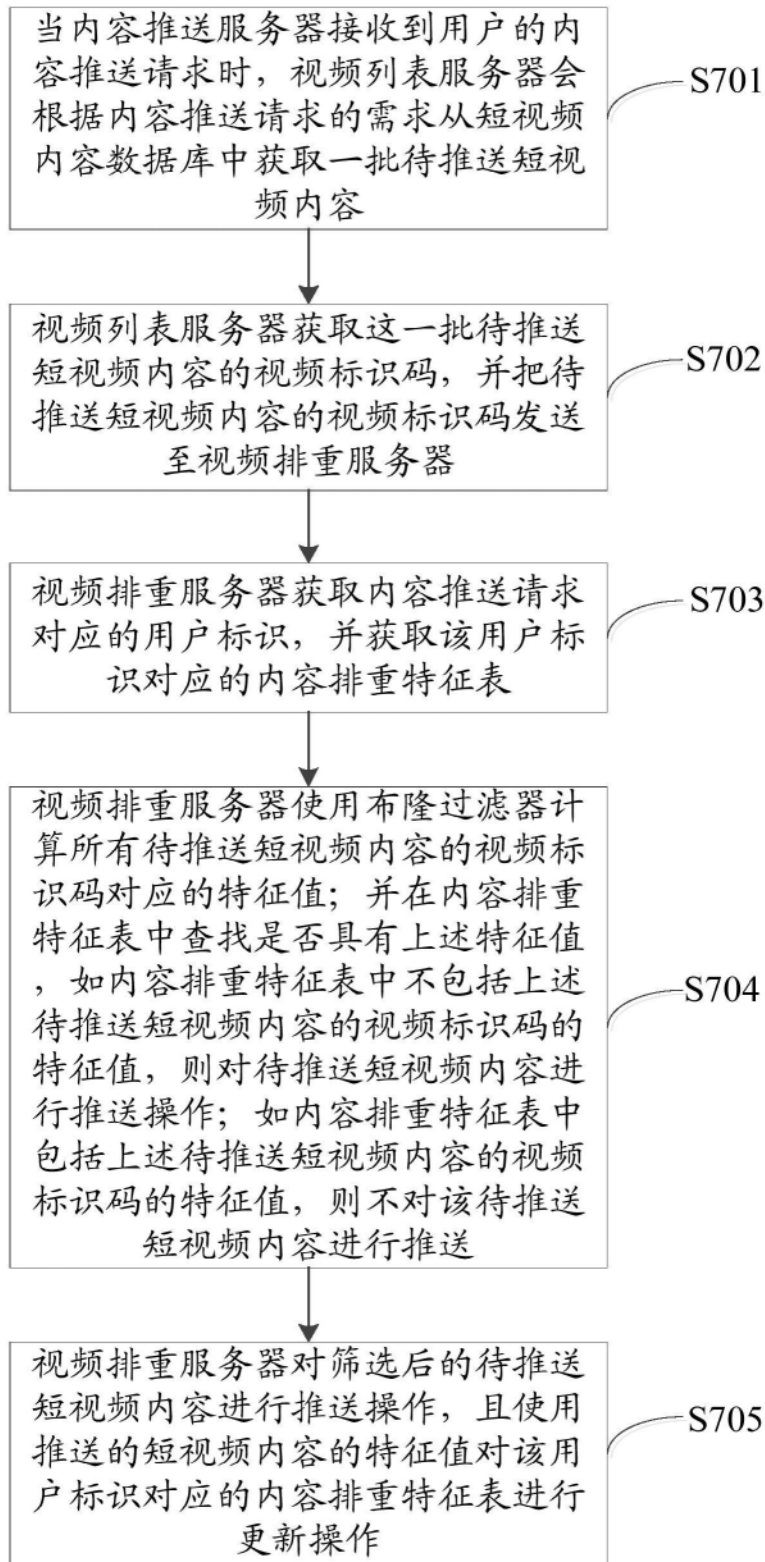 当内容推送服务器接收到用户的内
容推送请求时，视频列表服务器会
根据内容推送请求的需求从短视频
内容数据库中获取一批待推送短视
频内容
S701
视频列表服务器获取这一批待推送
短视频内容的视频标识码，并把待
推送短视频内容的视频标识码发送
至视频排重服务器
S702
视频排重服务器获取内容推送请求
对应的用户标识，并获取该用户标
识对应的内容排重特征表
S703
视频排重服务器使用布隆过滤器计
算所有待推送短视频内容的视频标
识码对应的特征值；并在内容排重
特征表中查找是否具有上述特征值
，如内容排重特征表中不包括上述
待推送短视频内容的视频标识码的
特征值，则对待推送短视频内容进
行推送操作；如内容排重特征表中
包括上述待推送短视频内容的视频
标识码的特征值，则不对该待推送
短视频内容进行推送
S704
视频排重服务器对筛选后的待推送
短视频内容进行推送操作，且使用
推送的短视频内容的特征值对该用
户标识对应的内容排重特征表进行
更新操作
S705